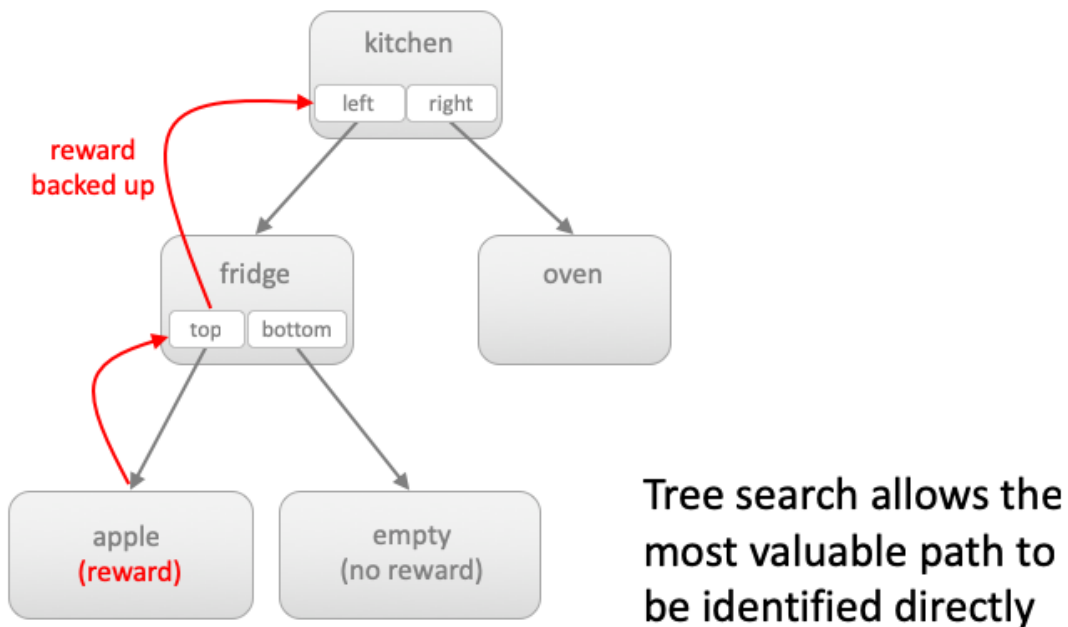 kitchen
left right
reward
backed up
fridge
oven
top bottom
apple
(reward)
empty
(no reward)
Tree search allows the
most valuable path to
be identified directly